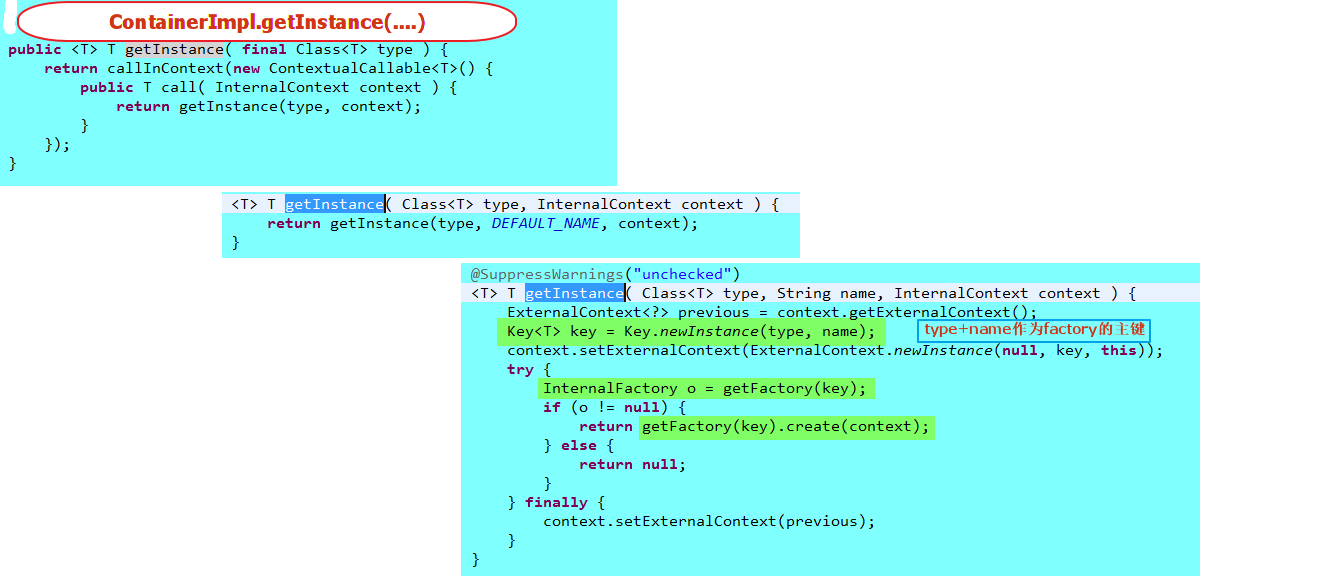 ContainerImpl.getInstance(....)
public <T> T getInstance( final Class<T> type ) {
    return callInContext(new ContextualCallable<T>() {
        public T call( InternalContext context ) {
            return getInstance(type, context);
        }
    });
}
<T> T getInstance( Class<T> type, InternalContext context ) {
    return getInstance(type, DEFAULT_NAME, context);
}
@SuppressWarnings("unchecked")
<T> T getInstance( Class<T> type, String name, InternalContext context ) {
    ExternalContext<?> previous = context.getExternalContext();
    Key<T> key = Key.newInstance(type, name);
type+name作为factory的主键
    context.setExternalContext(ExternalContext.newInstance(null, key, this));
    try {
        InternalFactory o = getFactory(key);
        if (o != null) {
            return getFactory(key).create(context);
        } else {
            return null;
        }
    } finally {
        context.setExternalContext(previous);
    }
}